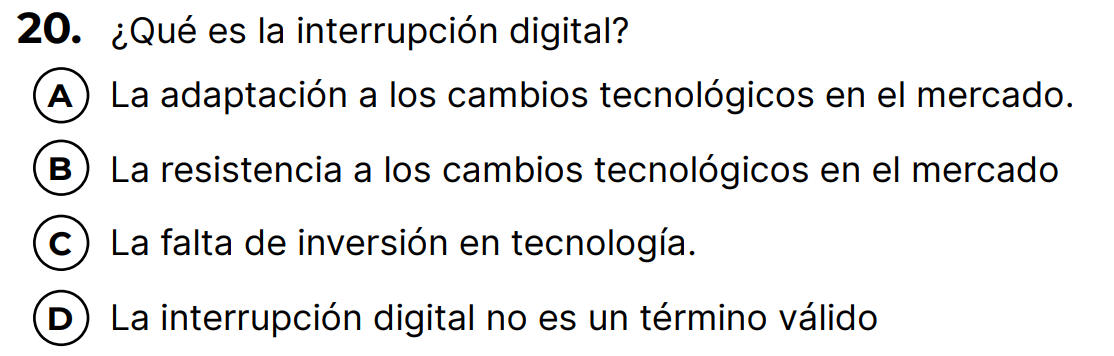 20. ¿Qué es la interrupción digital?
A La adaptación a los cambios tecnológicos en el mercado.
B La resistencia a los cambios tecnológicos en el mercado
C La falta de inversión en tecnología.
D La interrupción digital no es un término válido